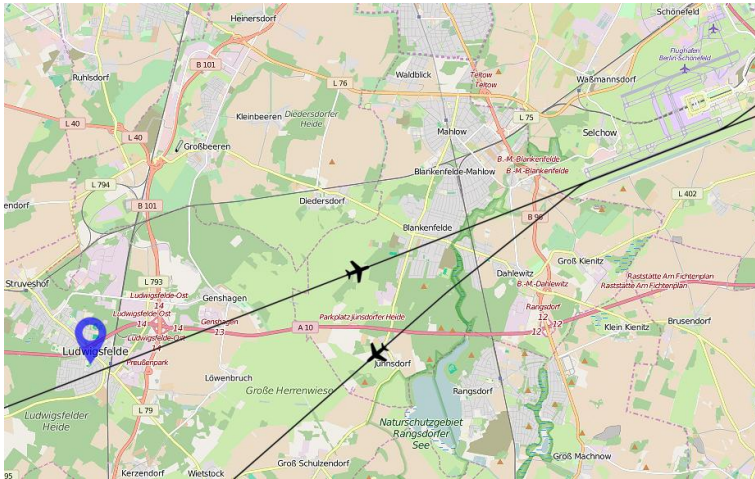 Heinersdorf
Schönefeld
Flughafen
Berlin-Schönefeld
B 101
Ruhlsdorf
L 76
Waldblick
Teltow
Teltow
Waßmannsdorf
L 40
L 40
Kleinbeeren
Diedersdorfer
Heide
L 75
Mahlow
Selchow
Großbeeren
B.-M.-Blankenfelde
B.-M.-Blankenfelde
Blankenfelde-Mahlow
L 794
endorf
B 101
Diedersdorf
L 402
B 96
Blankenfelde
Groß Kienitz
Dahlewitz
Struveshof
L 793
B.-M.-Dahlewitz
Raststätte Am Fichtenplan
Raststätte Am Fichtenplan
Genshagen
Ludwigsfelde-Ost
Ludwigsfelde-Ost
14
14
14
14
Genshagen
13
Parkplatz Junsdorfer Heide
A 10
Rangsdorf
12
12
12
Klein Kienitz
Brusendorf
Ludwigsfelde-Ost
Ludwigsfelde
Preußenpark
Junnsdorf
Löwenbruch
Große Herrenwiese
Rangsdorf
L 79
Ludwigsfelder
Heide
Naturschutzgebiet
Rangsdorfer
See
Groß Machnow
Groß Schulzendorf
Kerzendorf
Wietstock
95